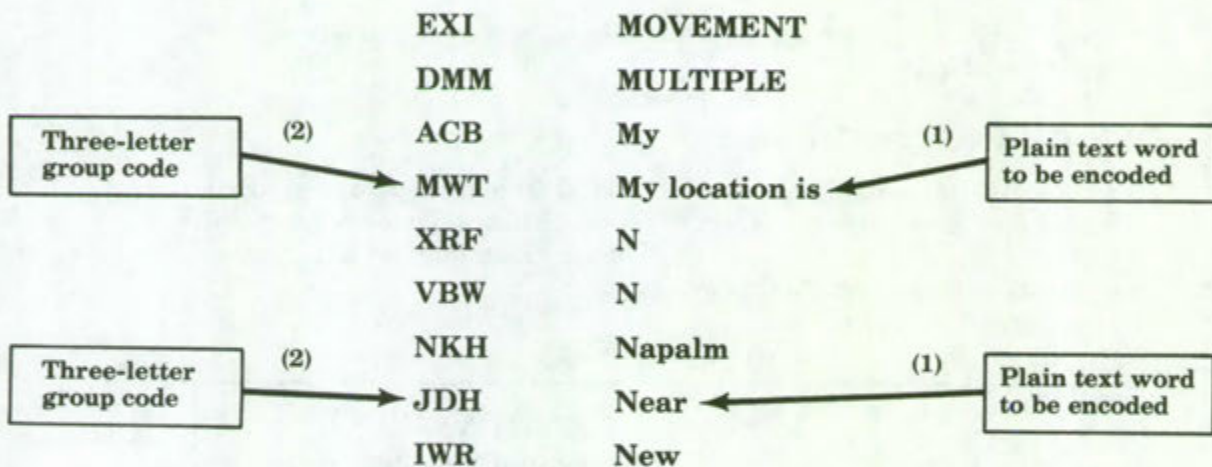 EXI MOVEMENT
DMM MULTIPLE
Three-letter group code (2) ACB My (1) Plain text word to be encoded
MWT My location is
XRF N
VBW N
NKH Napalm
Three-letter group code (2) JDH Near (1) Plain text word to be encoded
IWR New